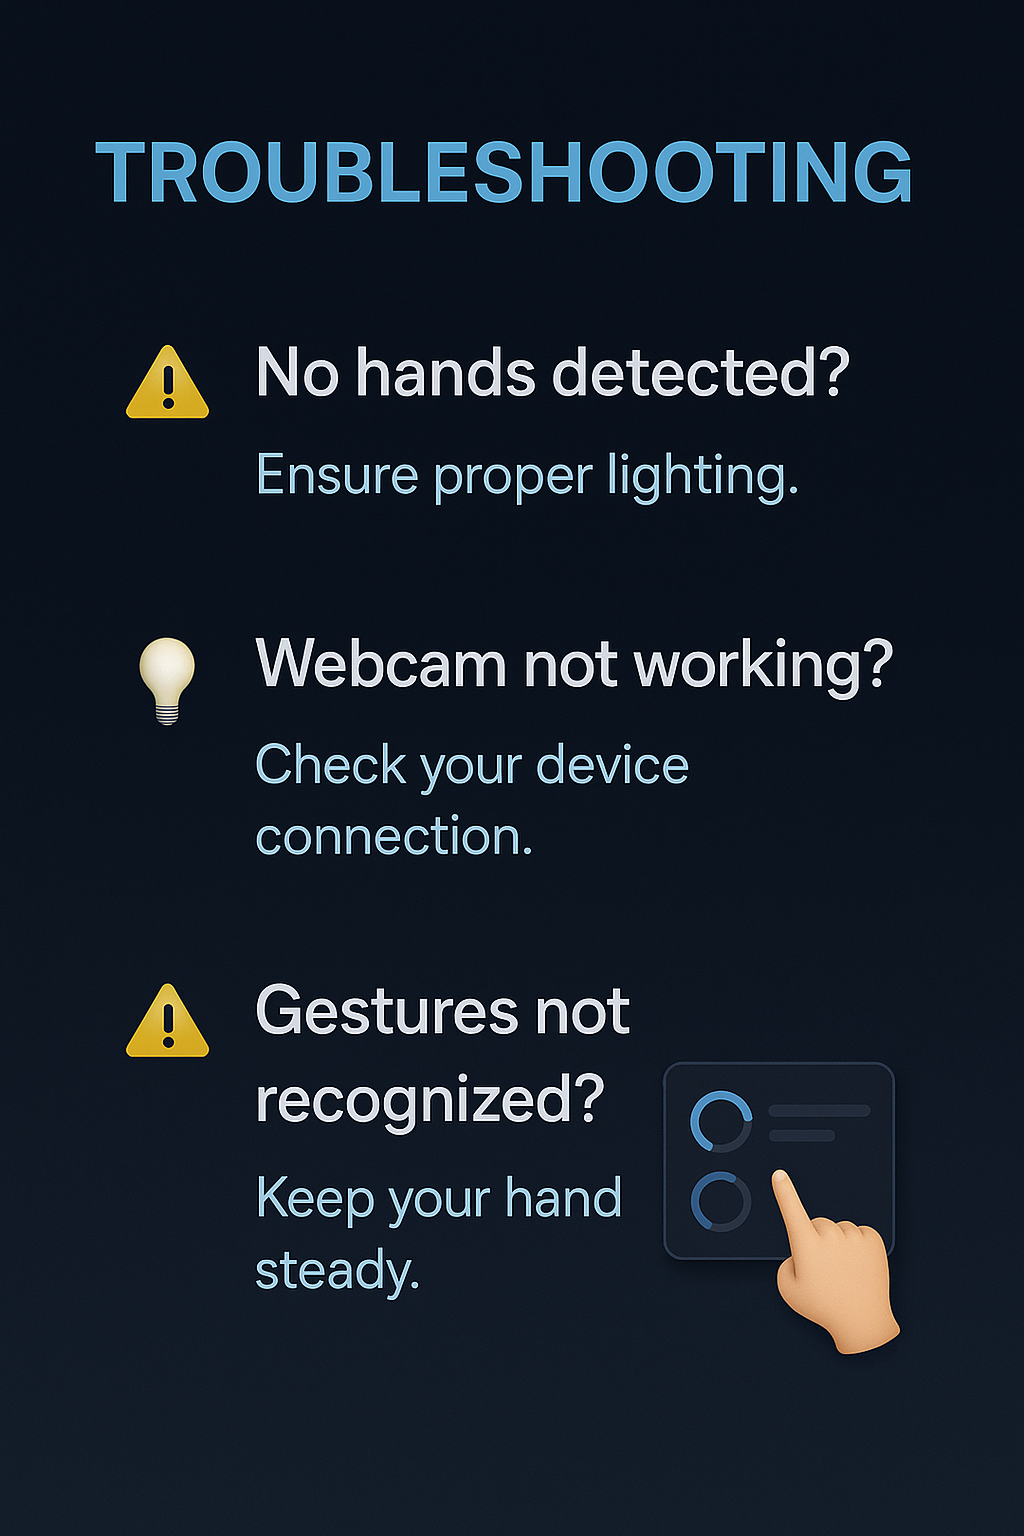 TROUBLESHOOTING
No hands detected?
Ensure proper lighting.
Webcam not working?
Check your device
connection.
Gestures not
recognized?
Keep your hand
steady.